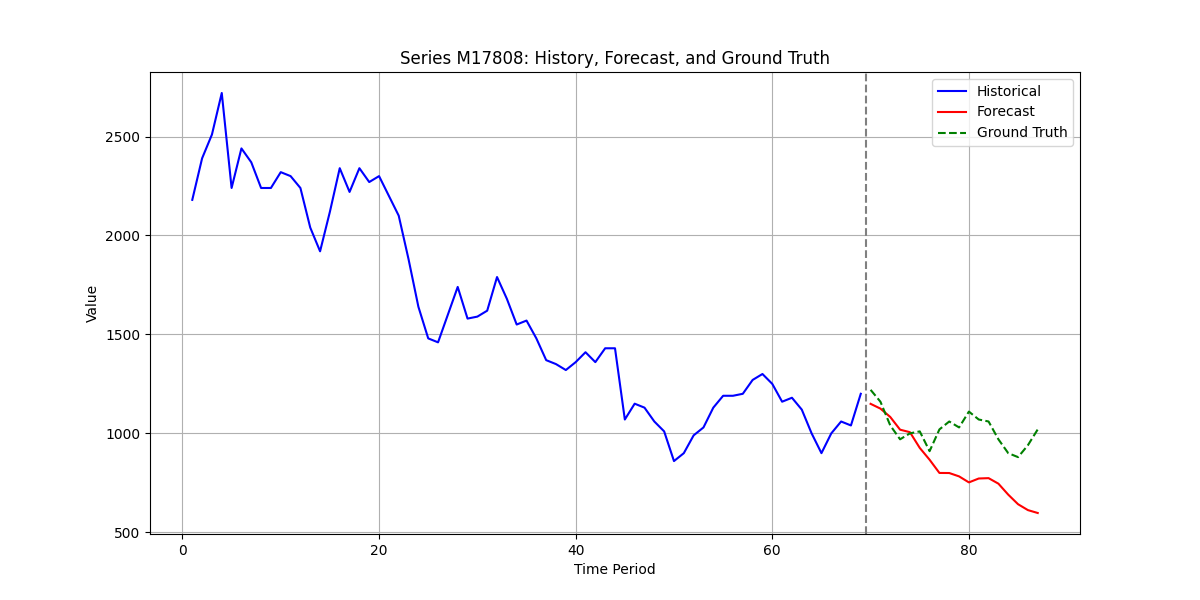 Series M17808: History, Forecast, and Ground Truth
Historical
Forecast
Ground Truth
Value
2500
2000
1500
1000
500
0
20
40
60
80
Time Period